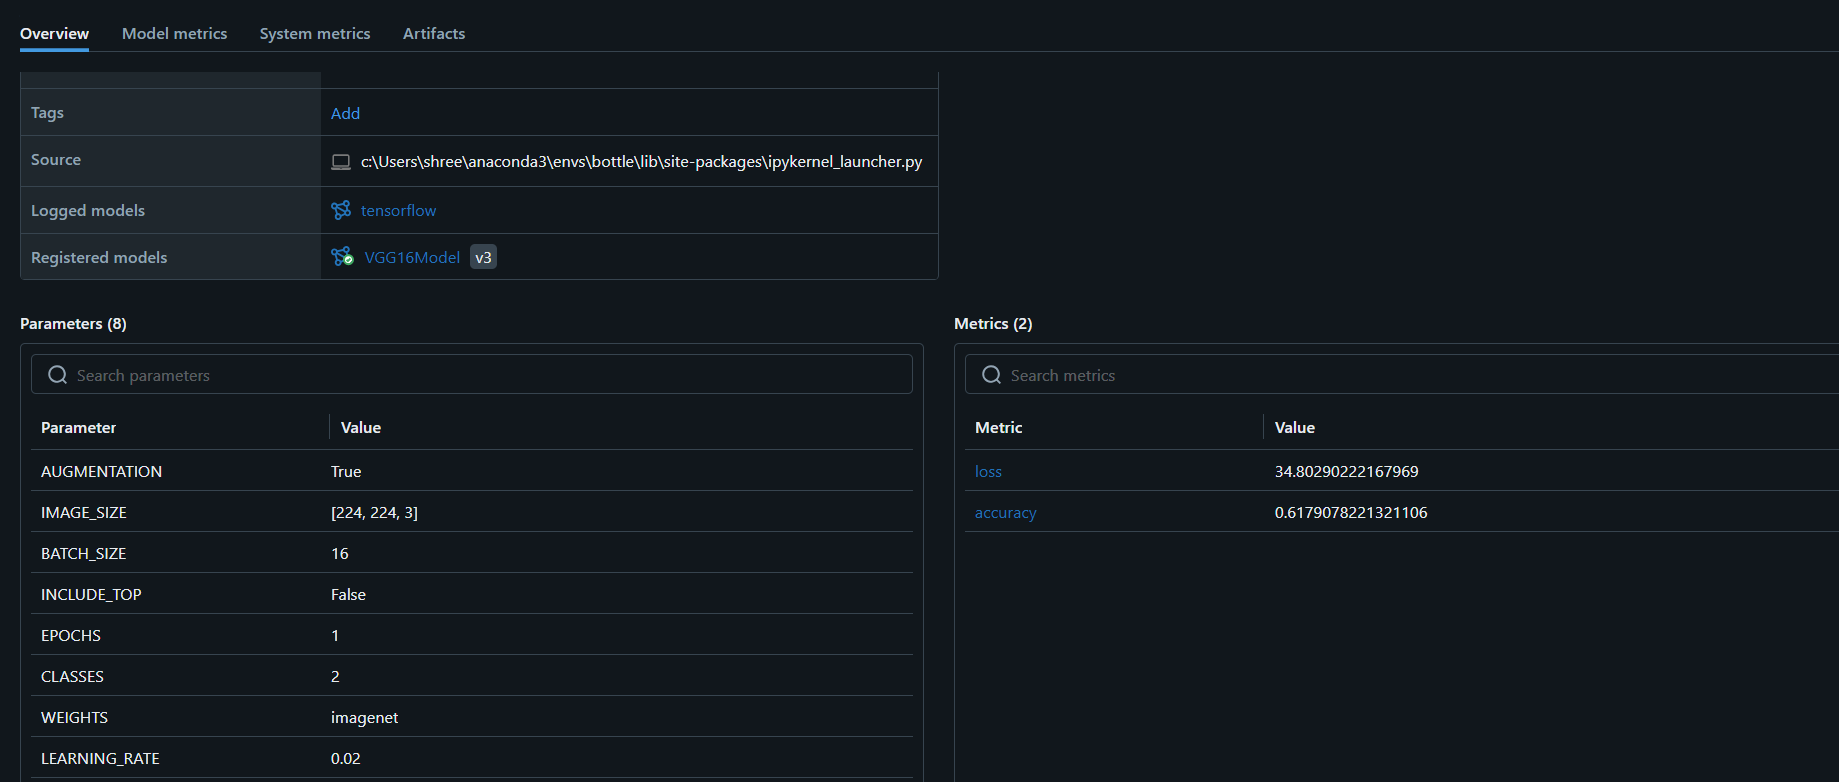 Overview Model metrics System metrics Artifacts
Tags Add
Source c:\Users\shree\anaconda3\envs\bottle\lib\site-packages\ipykernel_launcher.py
Logged models tensorflow
Registered models VGG16Model v3
Parameters (8)
Search parameters
Parameter Value
AUGMENTATION True
IMAGE_SIZE [224, 224, 3]
BATCH_SIZE 16
INCLUDE_TOP False
EPOCHS 1
CLASSES 2
WEIGHTS imagenet
LEARNING_RATE 0.02
Metrics (2)
Search metrics
Metric Value
loss 34.80290222167969
accuracy 0.6179078221321106